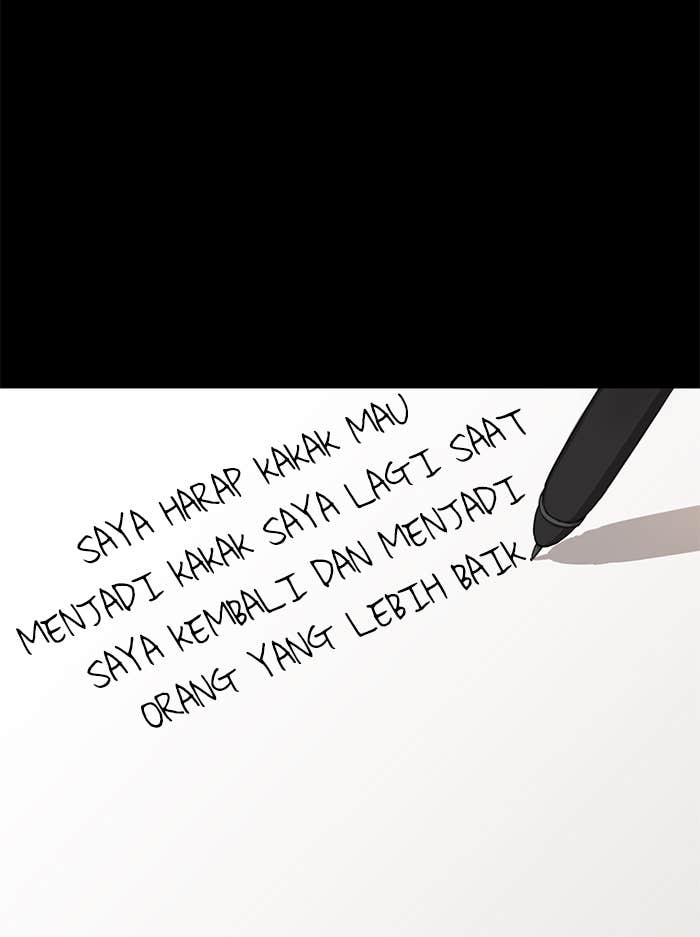 SAYA HARAP KAKAK MAU
MENJADI KAKAK SAYA LAGI SAAT
SAYA KEMBALI DAN MENJADI
ORANG YANG LEBIH BAIK